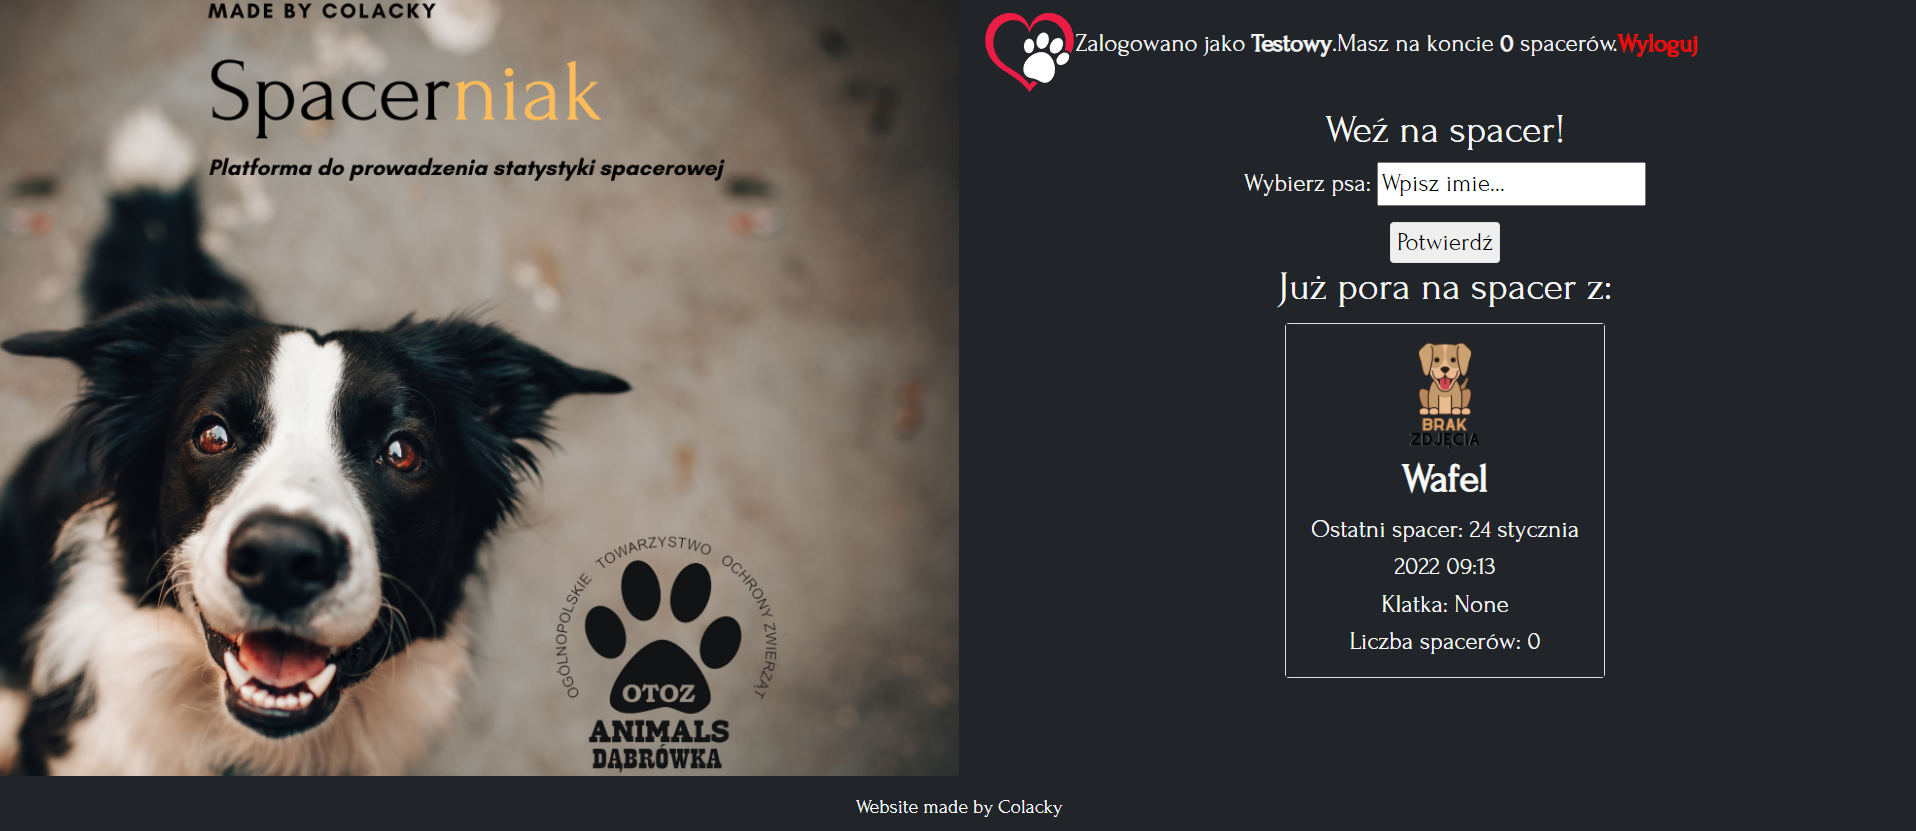 MADE BY COLACKY
Spacerniak
Platforma do prowadzenia statystyki spacerowej
OGÓLNOPOLSKIE TOWARZYSTWO OCHRONY ZWIERZĄT
OTOZ
ANIMALS
DĄBRÓWKA
Zalogowano jako Testowy.Masz na koncie 0 spacerów.Wyloguj
Weź na spacer!
Wybierz psa: Wpisz imie...
Potwierdź
Już pora na spacer z:
BRAK
ZDJĘCIA
Wafel
Ostatni spacer: 24 stycznia
2022 09:13
Klatka: None
Liczba spacerów: 0
Website made by Colacky